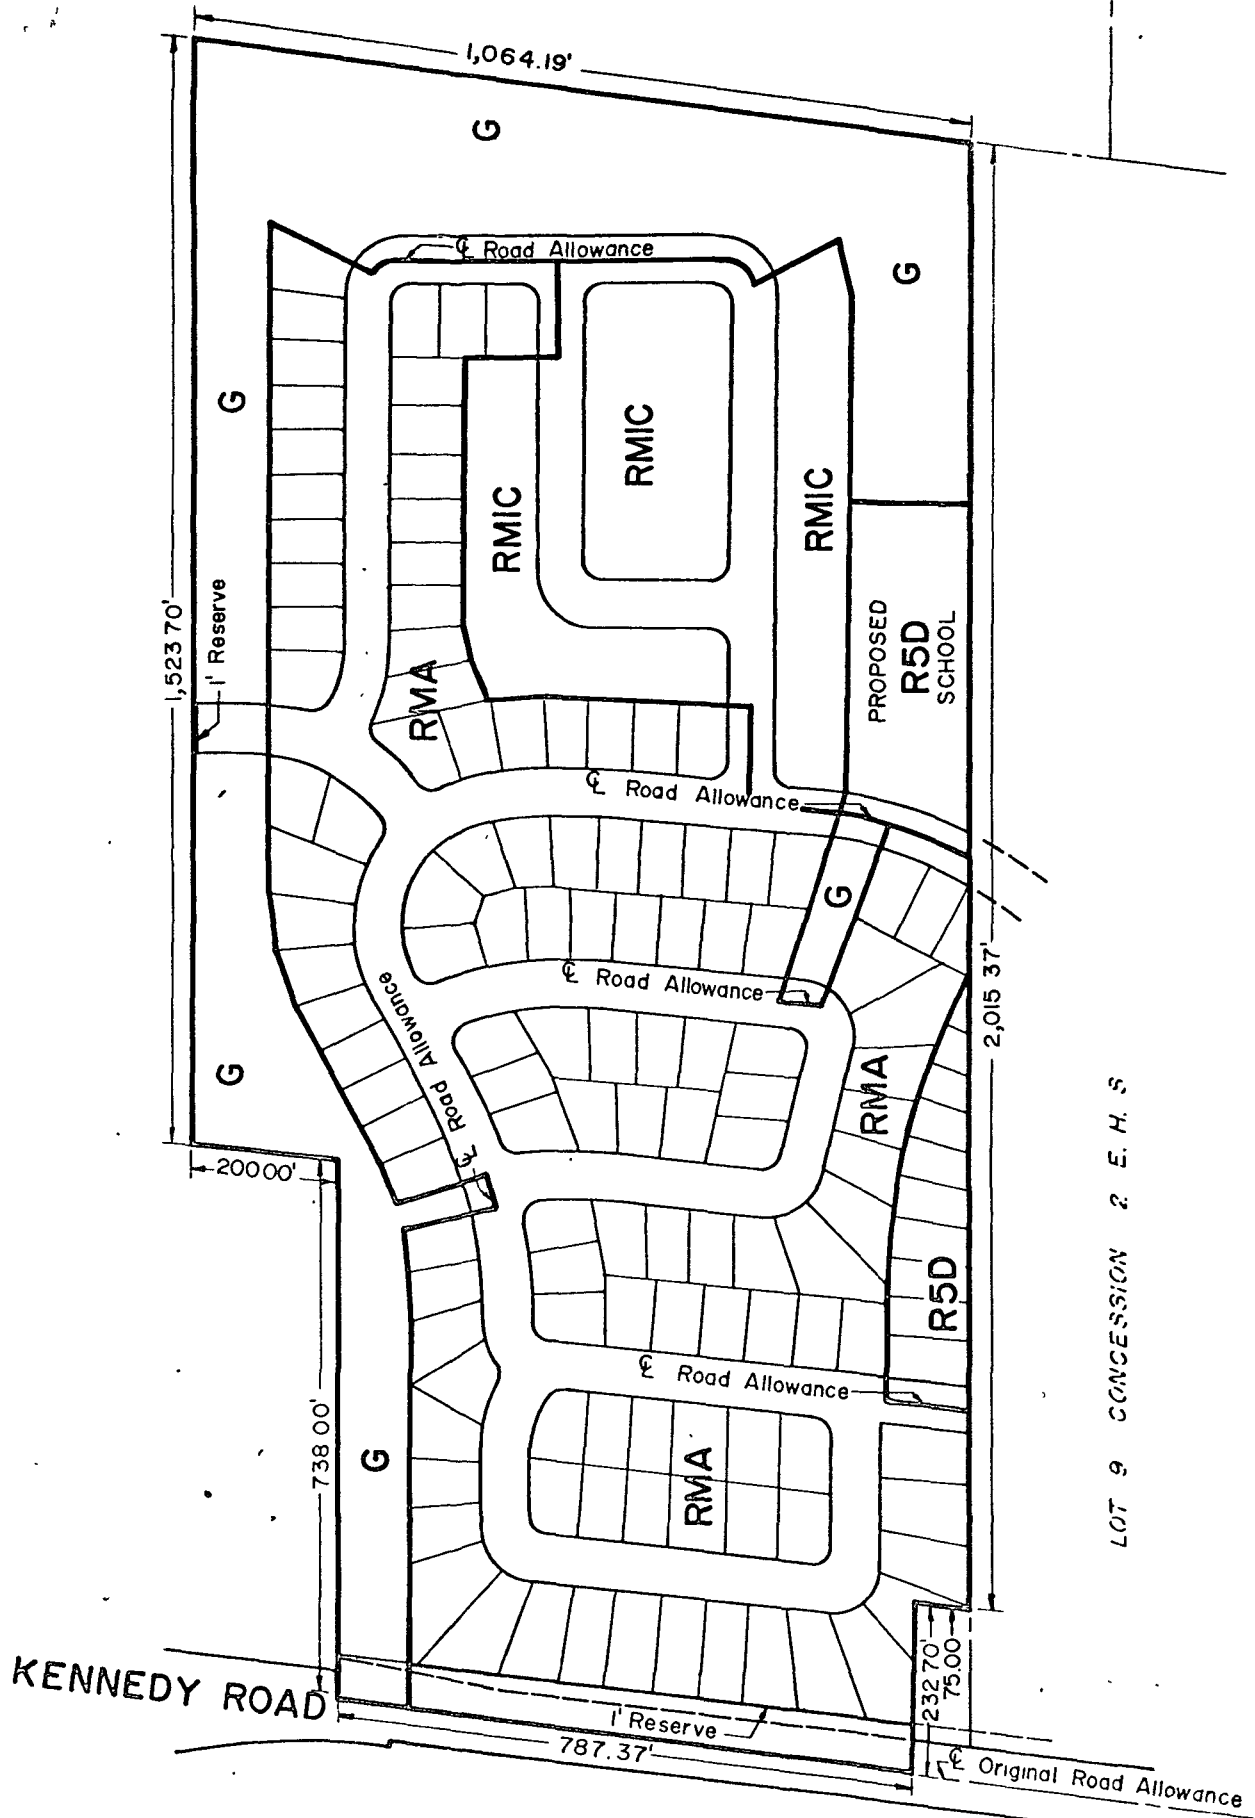 1,064.19'
G
℄ Road Allowance
G
G
RMIC
RMIC
RMIC
1,523 70'
1' Reserve
PROPOSED
R5D
SCHOOL
RMA
℄ Road Allowance
G
℄ Road Allowance
2,015 37'
℄ Road Allowance
G
RMA
200 00'
R5D
℄ Road Allowance
738 00'
G
RMA
LOT 9 CONCESSION 2 E. H. S
KENNEDY ROAD
232 70'
75.00
1' Reserve
787.37'
℄ Original Road Allowance